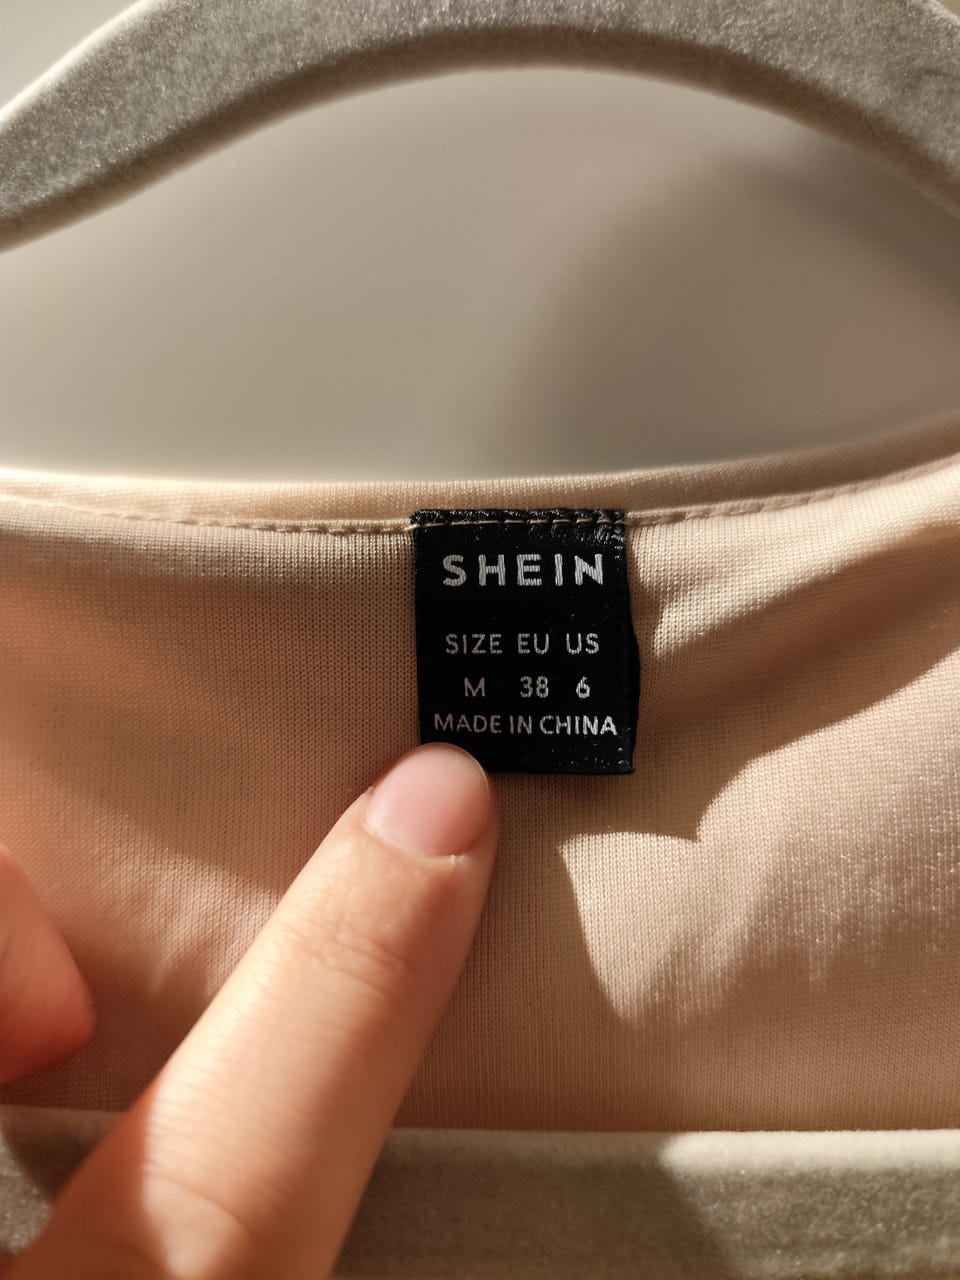 SHEIN
SIZE EU US
M 38 6
MADE IN CHINA